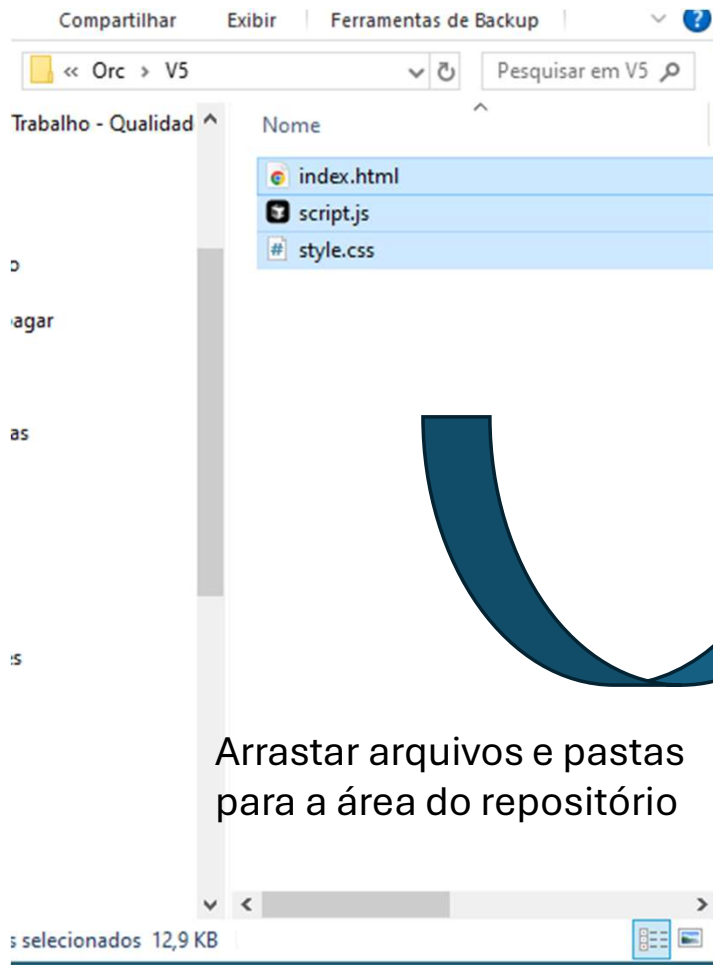 Compartilhar Exibir Ferramentas de Backup
« Orc > V5 Pesquisar em V5
Trabalho - Qualidad
Nome
index.html
script.js
# style.css
o
agar
as
s
Arrastar arquivos e pastas
para a área do repositório
s selecionados 12,9 KB